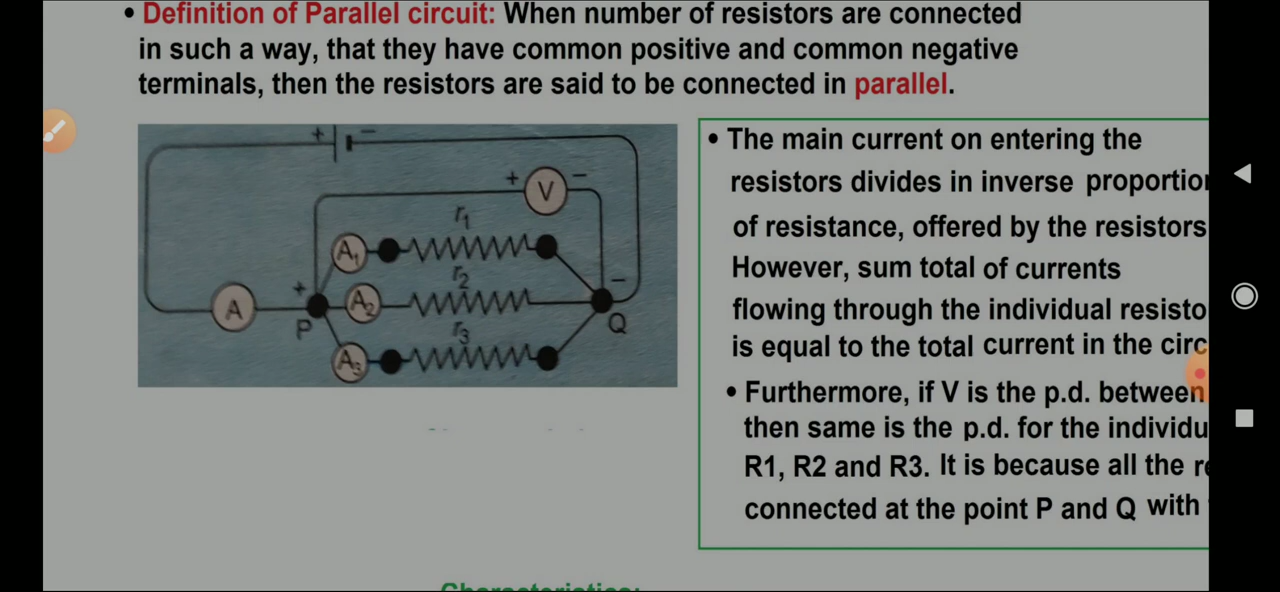 • Definition of Parallel circuit: When number of resistors are connected
in such a way, that they have common positive and common negative
terminals, then the resistors are said to be connected in parallel.
+ −
+ V −
r1
A1
r2
+ −
A P A2 Q
r3
A3
• The main current on entering the
resistors divides in inverse proportion
of resistance, offered by the resistors
However, sum total of currents
flowing through the individual resisto
is equal to the total current in the circ
• Furthermore, if V is the p.d. between
then same is the p.d. for the individu
R1, R2 and R3. It is because all the re
connected at the point P and Q with
Characteristics: